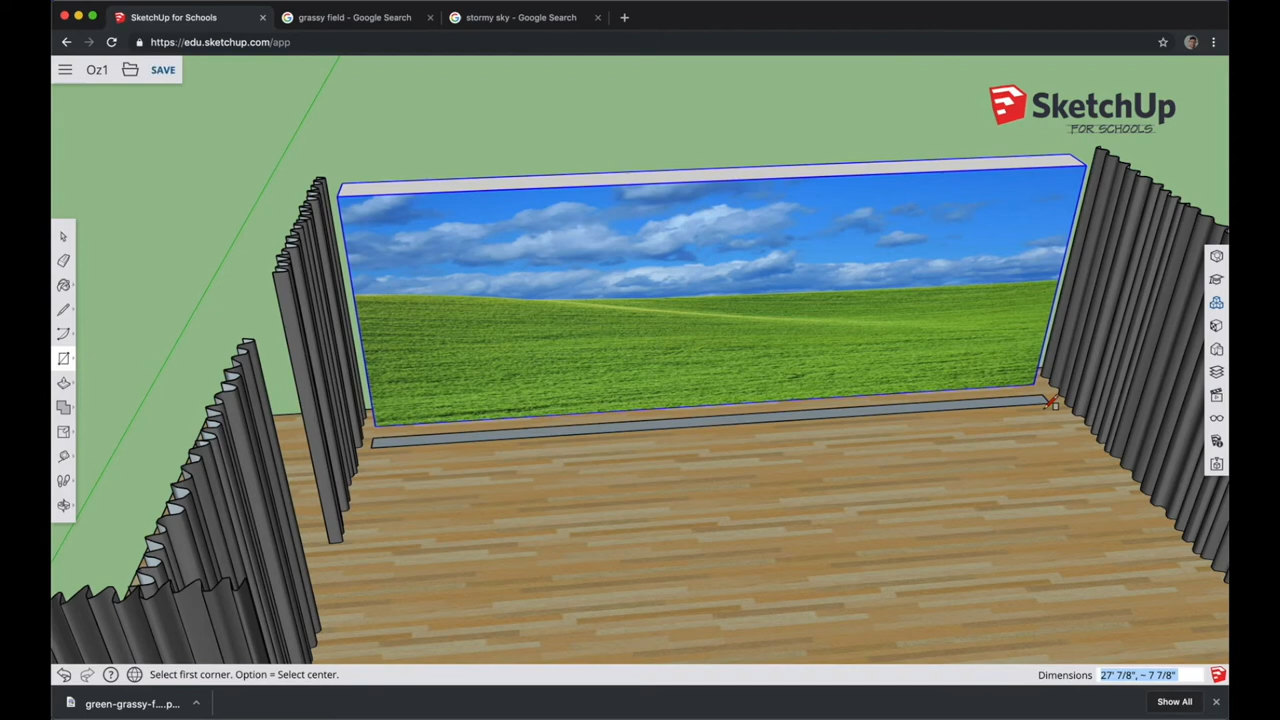 SketchUp for Schools
grassy field - Google Search
stormy sky - Google Search
https://edu.sketchup.com/app
Oz1
SAVE
SketchUp
FOR SCHOOLS
Select first corner. Option = Select center.
Dimensions
27' 7/8", ~ 7 7/8"
green-grassy-f....p...
Show All